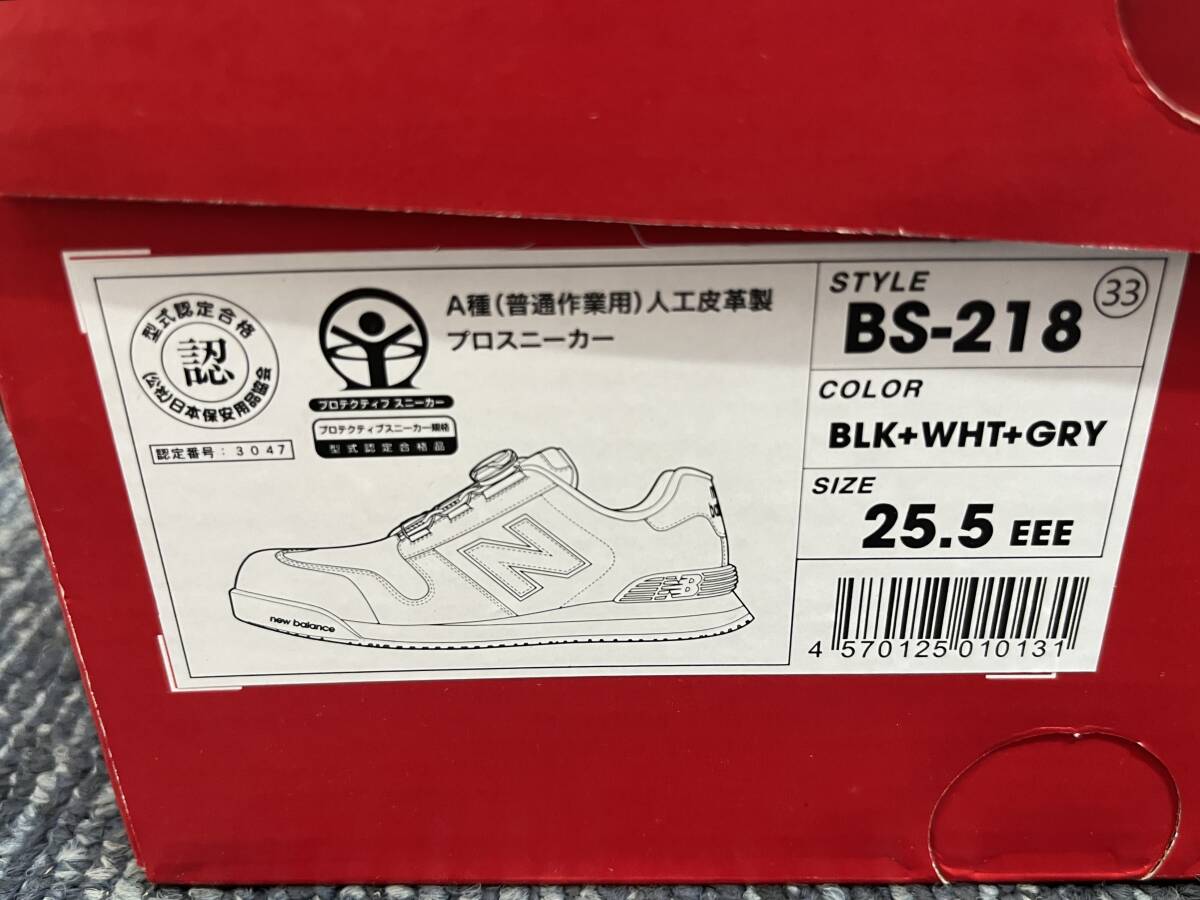 型式認定合格
認
(公社)日本保安用品協会
認定番号:3047
プロテクティブ スニーカー
プロテクティブスニーカー規格
型式認定合格品
A種(普通作業用)人工皮革製
プロスニーカー
N
NB
new balance
STYLE
33
BS-218
COLOR
BLK+WHT+GRY
SIZE
25.5 EEE
4 570125 010131